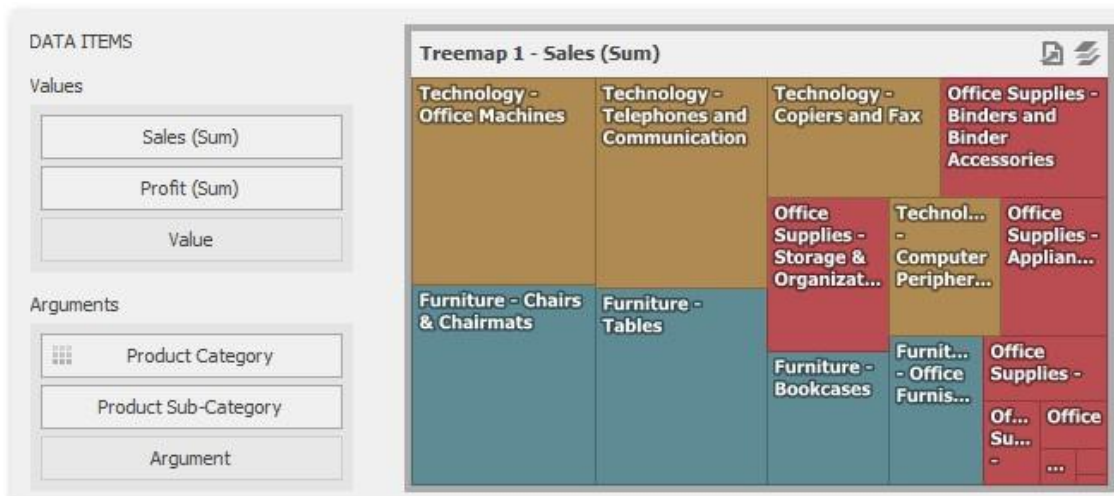 DATA ITEMS
Values
Sales (Sum)
Profit (Sum)
Value
Arguments
Product Category
Product Sub-Category
Argument
Treemap 1 - Sales (Sum)
Technology -
Office Machines
Technology -
Telephones and
Communication
Technology -
Copiers and Fax
Office Supplies -
Binders and
Binder
Accessories
Office
Supplies -
Storage &
Organizat...
Technol...
-
Computer
Peripher...
Office
Supplies -
Applian...
Furniture - Chairs
& Chairmats
Furniture -
Tables
Furniture -
Bookcases
Furnit...
- Office
Furnis...
Office
Supplies -
Of...
Su...
-
Office
...